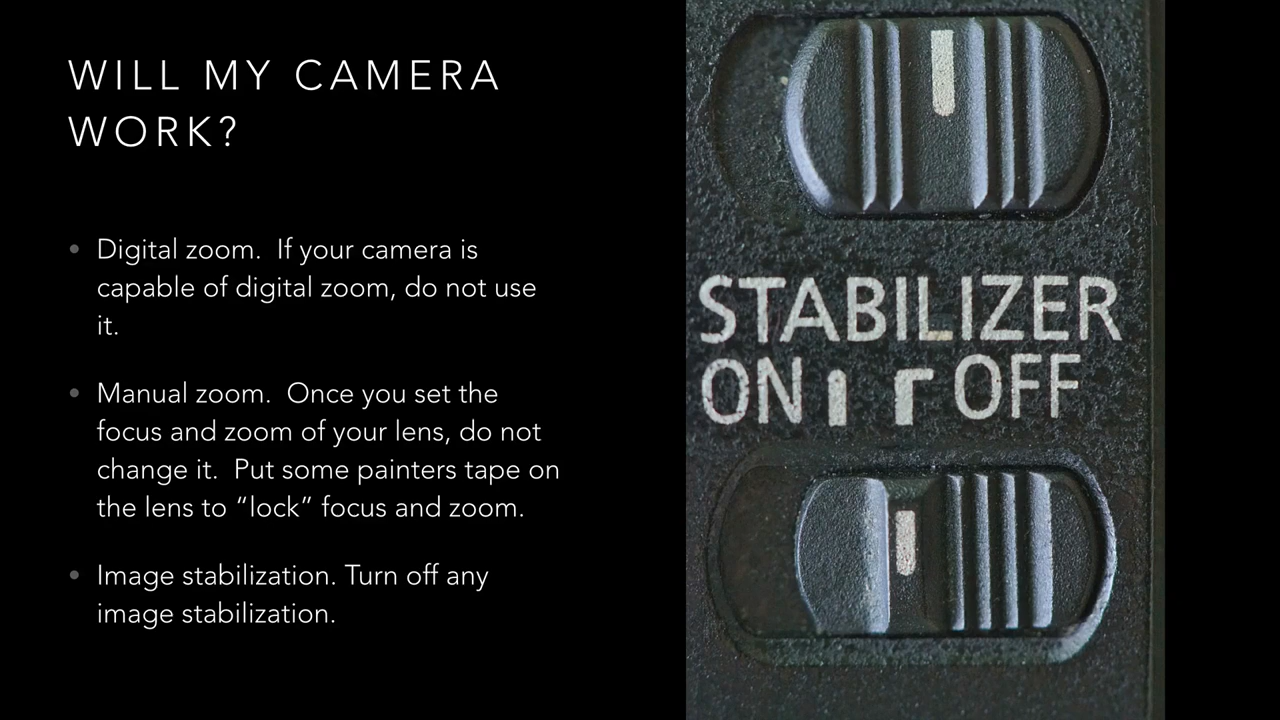 WILL MY CAMERA
WORK?
• Digital zoom.  If your camera is
capable of digital zoom, do not use
it.
• Manual zoom.  Once you set the
focus and zoom of your lens, do not
change it.  Put some painters tape on
the lens to “lock” focus and zoom.
• Image stabilization. Turn off any
image stabilization.
STABILIZER
ON OFF